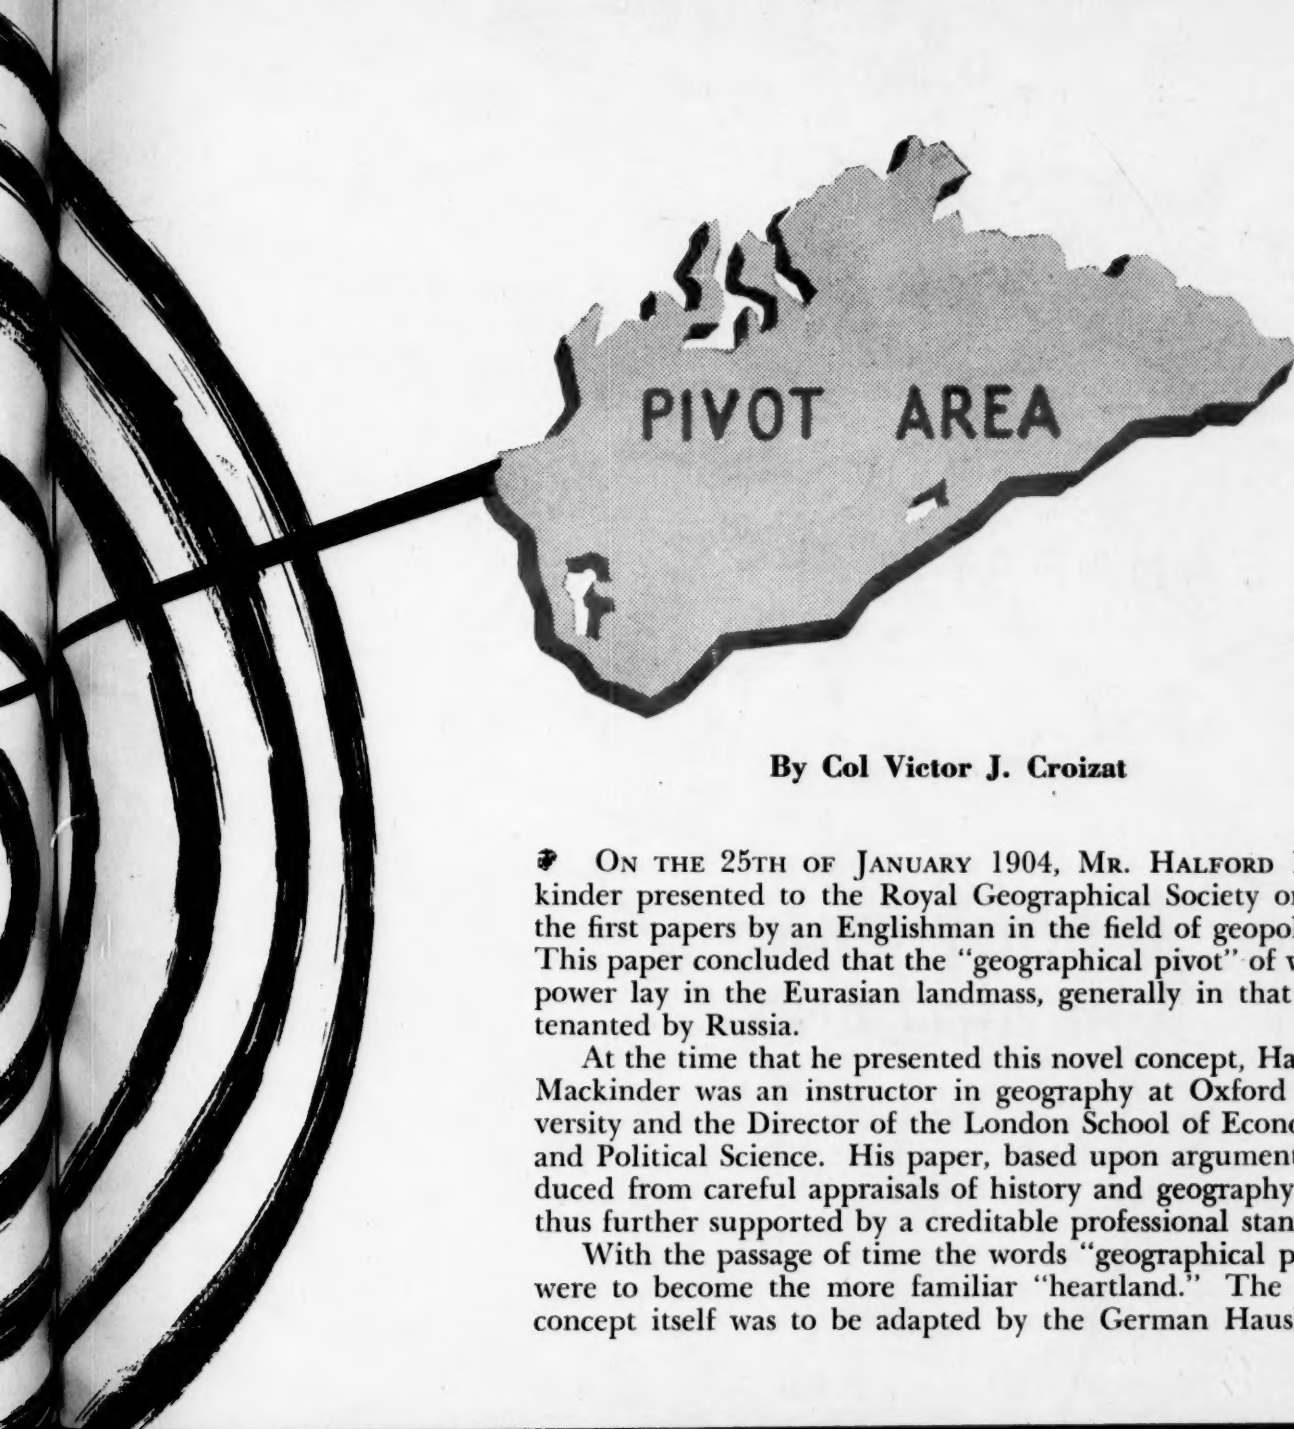 PIVOT AREA
By Col Victor J. Croizat
ON THE 25TH OF JANUARY 1904, MR. HALFORD
kinder presented to the Royal Geographical Society
the first papers by an Englishman in the field of
This paper concluded that the “geographical pivot” of
power lay in the Eurasian landmass, generally in that
tenanted by Russia.
At the time that he presented this novel concept,
Mackinder was an instructor in geography at Oxford
versity and the Director of the London School of
and Political Science. His paper, based upon
duced from careful appraisals of history and geography
thus further supported by a creditable professional
With the passage of time the words “geographical
were to become the more familiar “heartland.” The
concept itself was to be adapted by the German